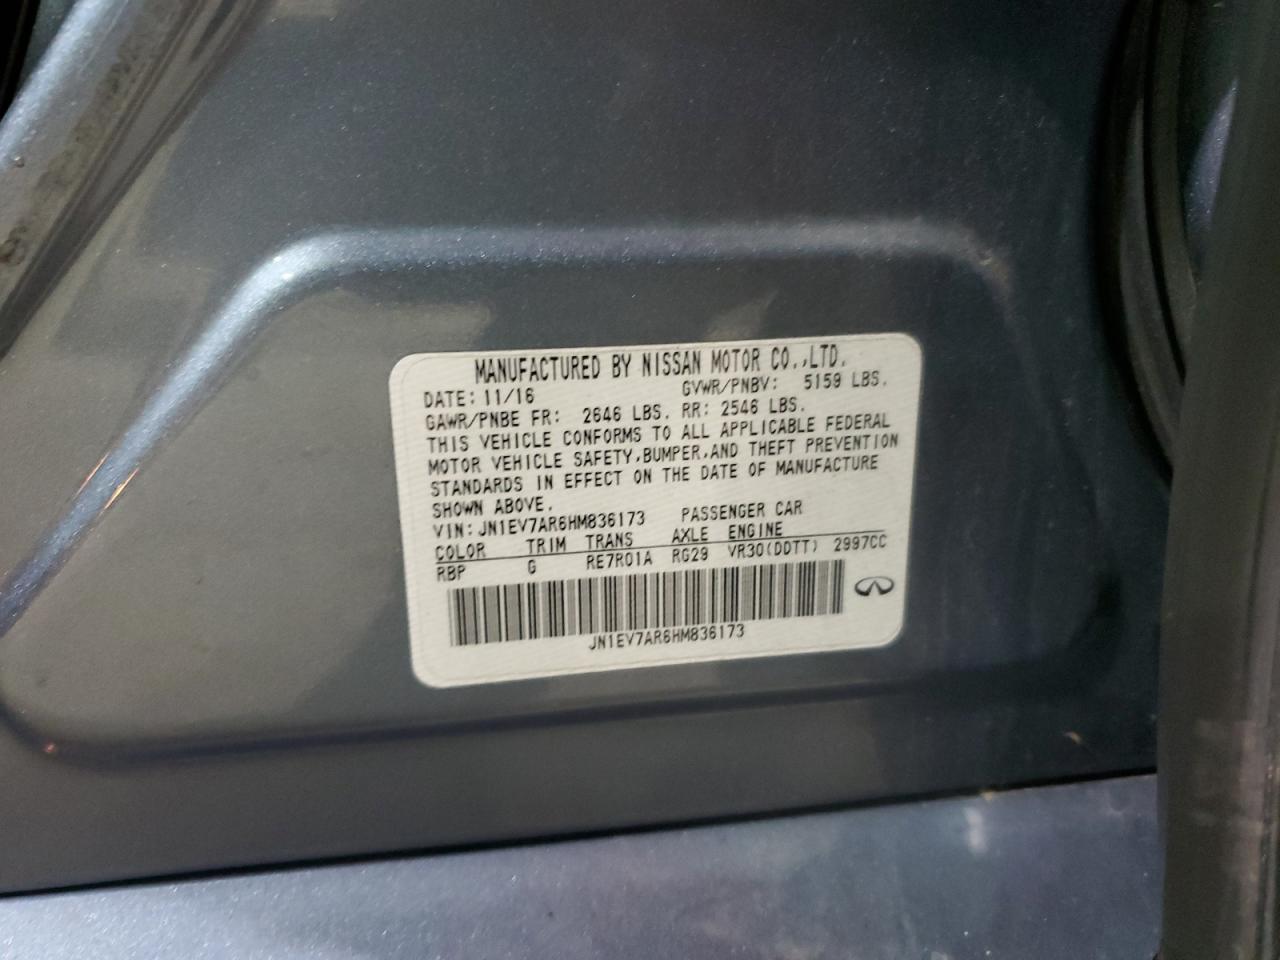 MANUFACTURED BY NISSAN MOTOR CO.,LTD.
DATE: 11/16 GVWR/PNBV: 5159 LBS.
GAWR/PNBE FR: 2646 LBS. RR: 2546 LBS.
THIS VEHICLE CONFORMS TO ALL APPLICABLE FEDERAL
MOTOR VEHICLE SAFETY,BUMPER,AND THEFT PREVENTION
STANDARDS IN EFFECT ON THE DATE OF MANUFACTURE
SHOWN ABOVE.
VIN: JN1EV7AR6HM836173 PASSENGER CAR
COLOR TRIM TRANS AXLE ENGINE
RBP G RE7R01A RG29 VR30(DDTT) 2997CC
JN1EV7AR6HM836173